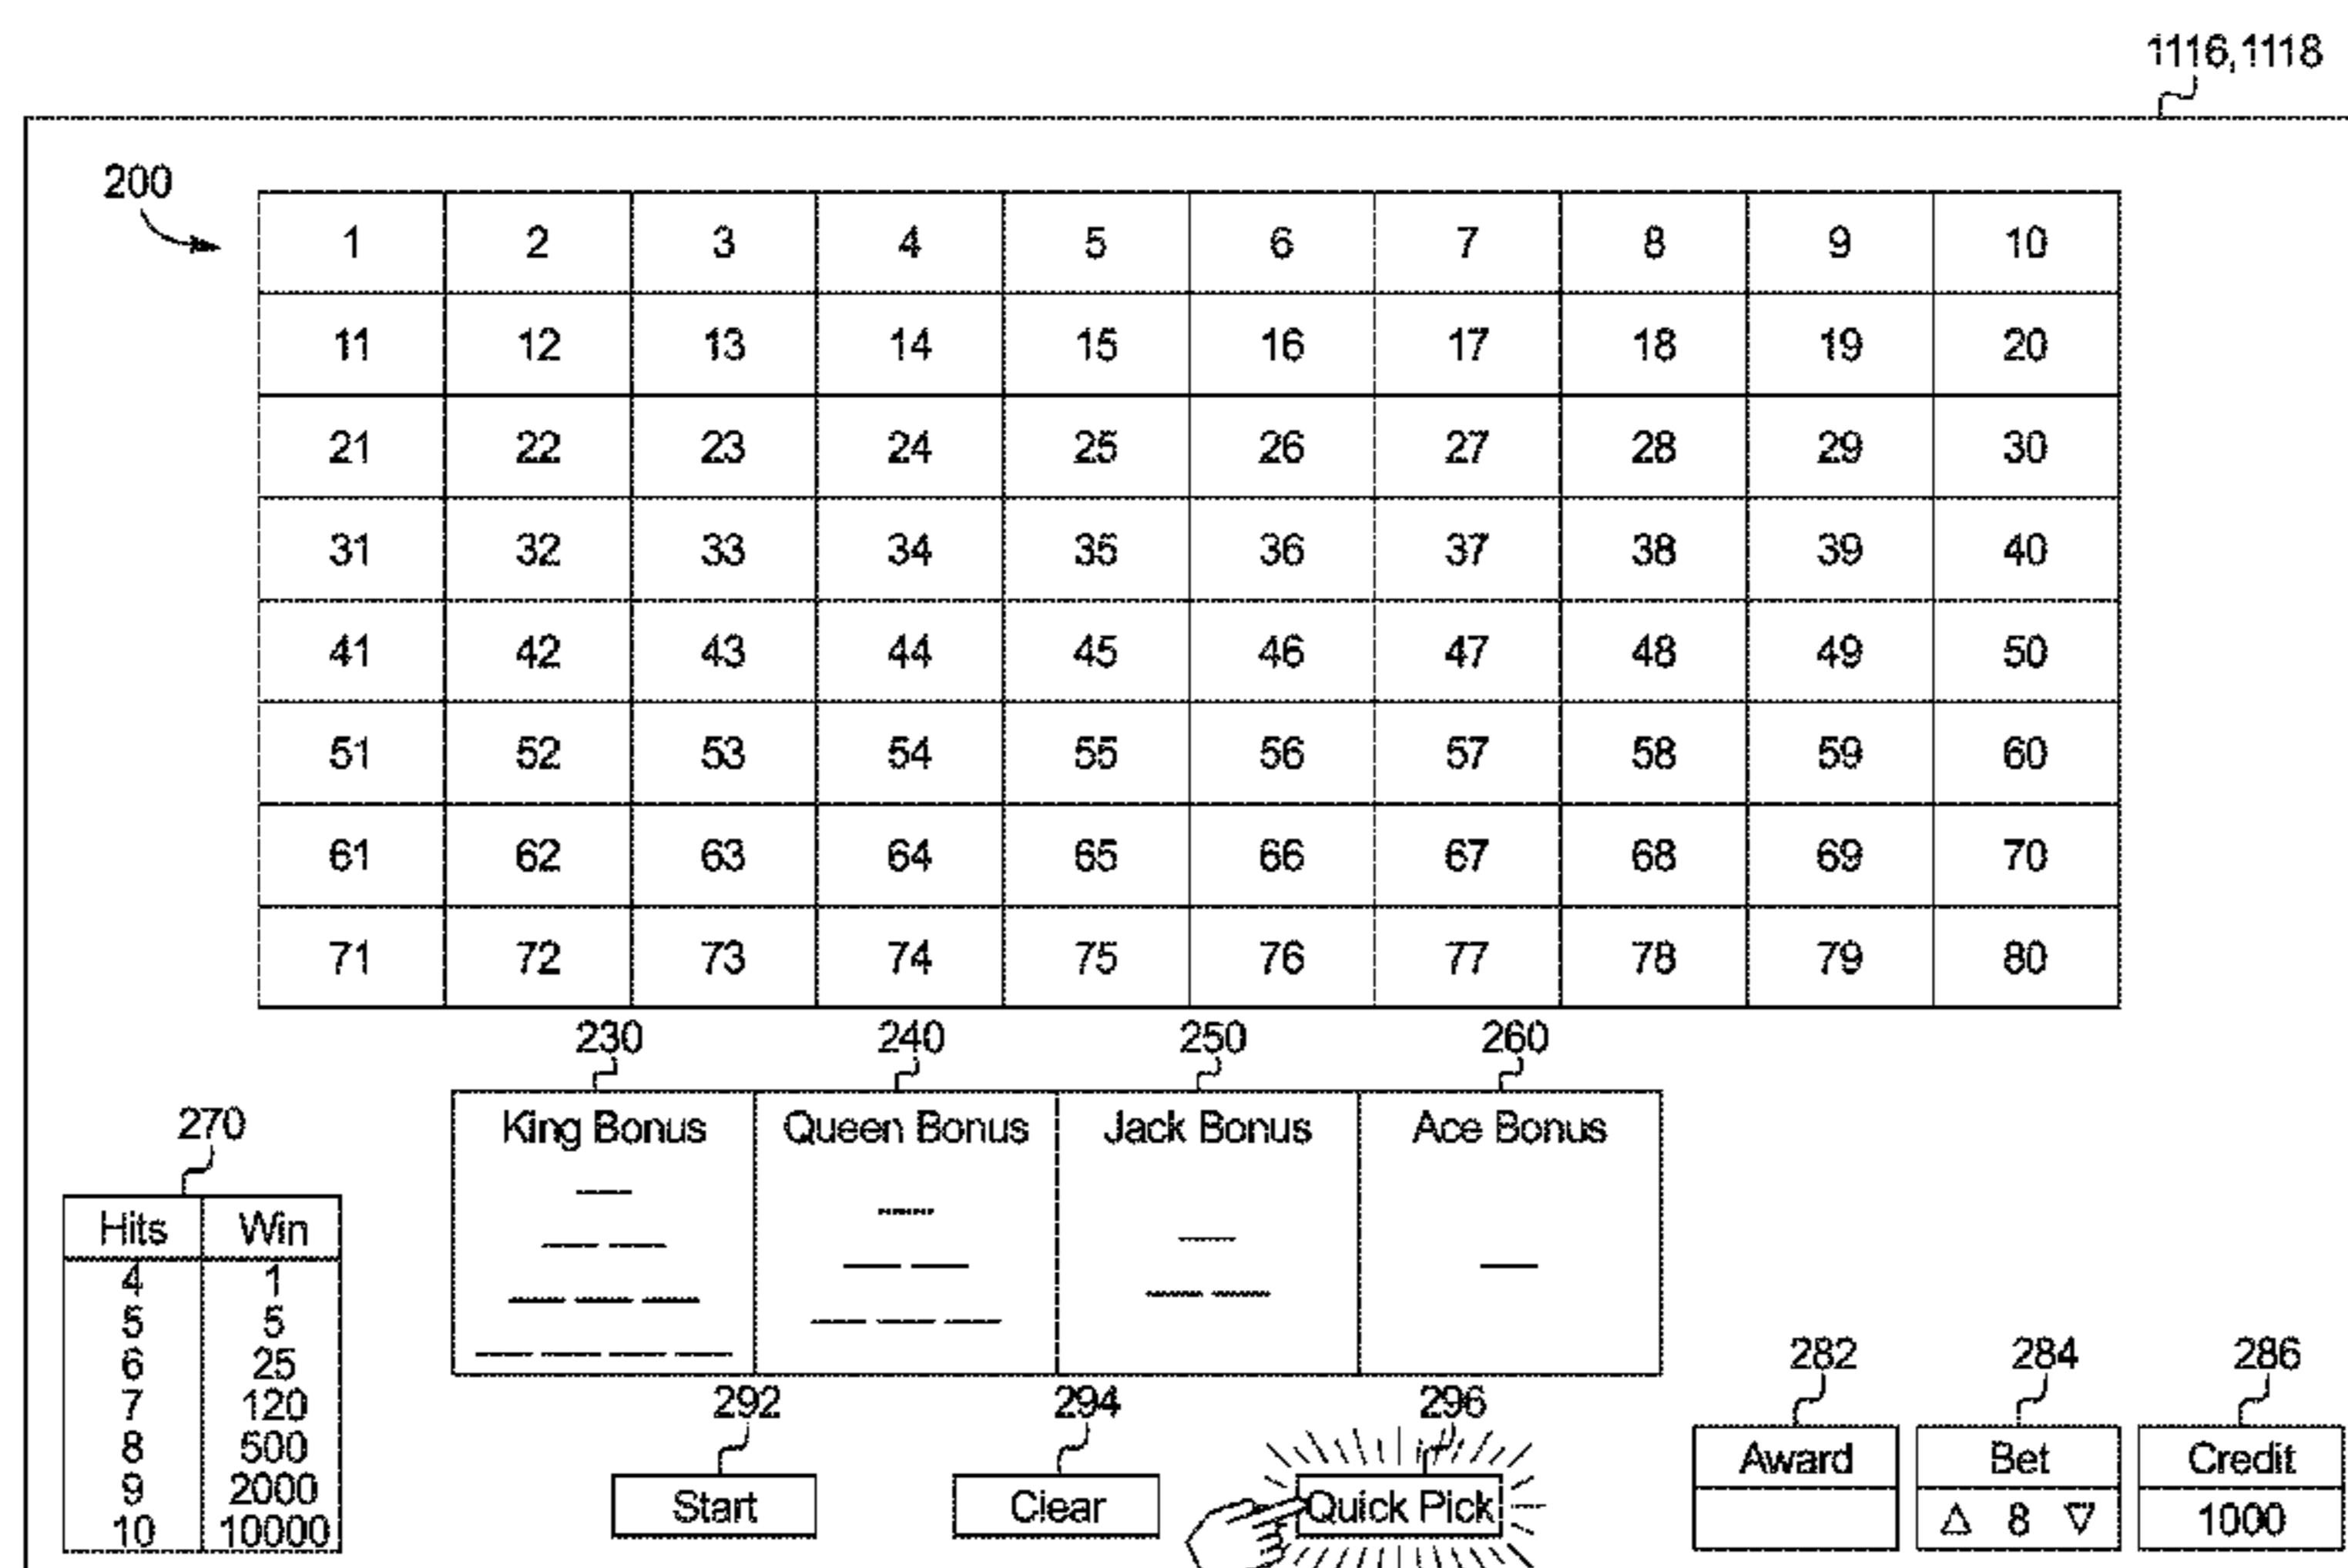 1116,1118
200
1 2 3 4 5 6 7 8 9 10
11 12 13 14 15 16 17 18 19 20
21 22 23 24 25 26 27 28 29 30
31 32 33 34 35 36 37 38 39 40
41 42 43 44 45 46 47 48 49 50
51 52 53 54 55 56 57 58 59 60
61 62 63 64 65 66 67 68 69 70
71 72 73 74 75 76 77 78 79 80
230 240 250 260
King Bonus Queen Bonus Jack Bonus Ace Bonus
270
Hits Win
4 1
5 5
6 25
7 120
8 500
9 2000
10 10000
292 294 296
Start Clear Quick Pick
282 284 286
Award Bet Credit
△ 8 ▽ 1000